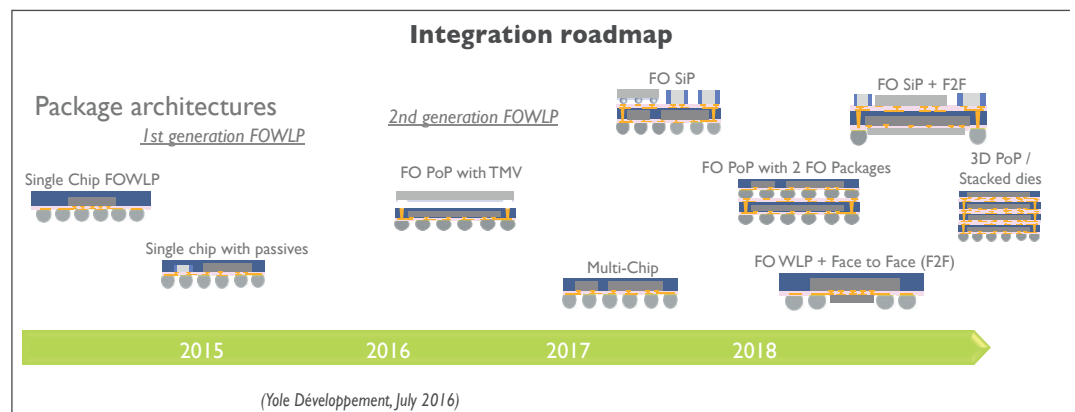 Integration roadmap
Package architectures
1st generation FOWLP
2nd generation FOWLP
FO SiP
FO SiP + F2F
Single Chip FOWLP
FO PoP with TMV
FO PoP with 2 FO Packages
3D PoP /
Stacked dies
Single chip with passives
Multi-Chip
FO WLP + Face to Face (F2F)
2015
2016
2017
2018
(Yole Développement, July 2016)